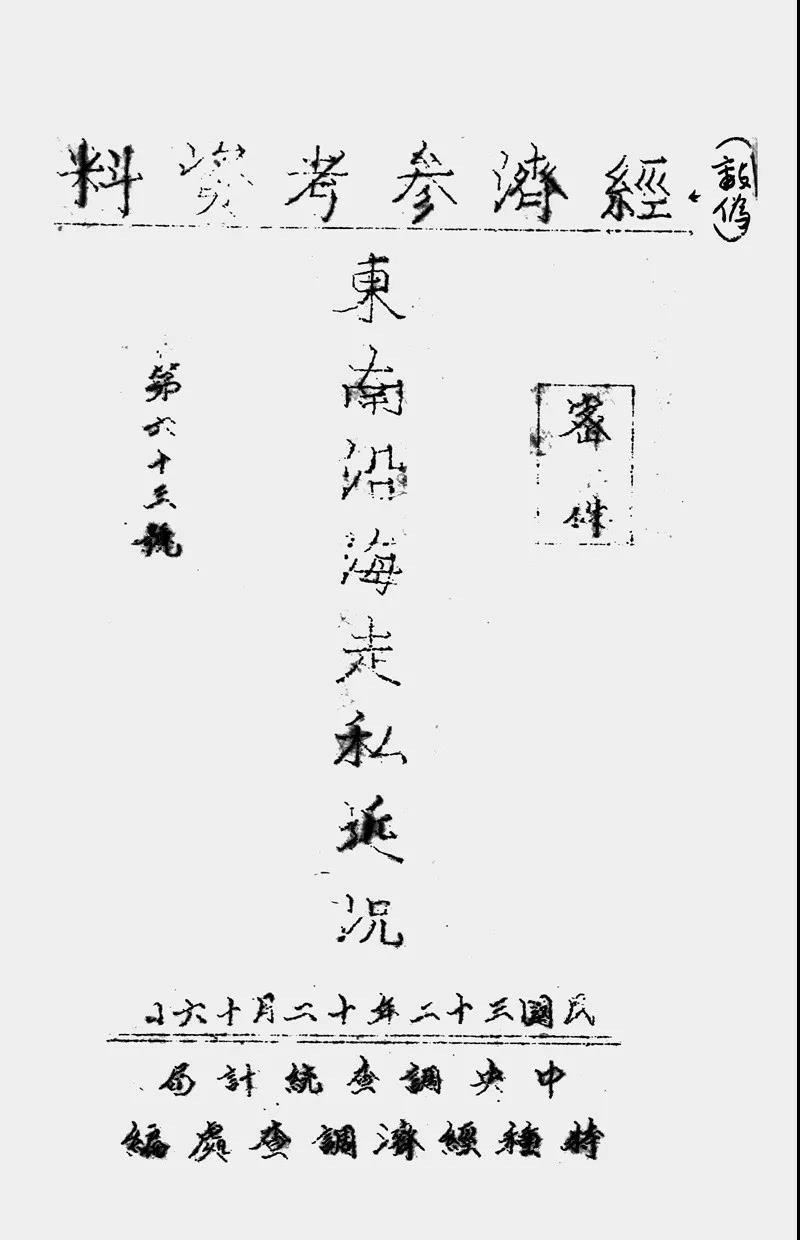 （敵偽）
經濟參考資料
密件
東南沿海走私近況
第六十三號
民國三十二年十二月十六日
中央調查統計局
特種經濟調查處編